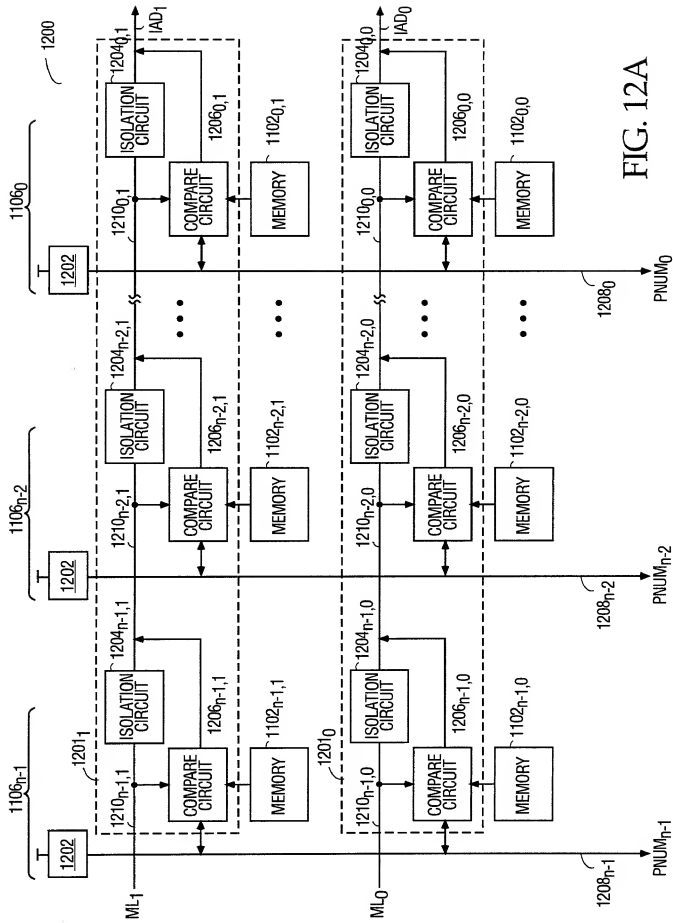 1200
1106n-1
1106n-2
1106₀
1202
1202
1202
1201₁
1210n-1,1
1204n-1,1
1210n-2,1
1204n-2,1
1210₀,₁
1204₀,₁
ML₁
IAD₁
ISOLATION CIRCUIT
ISOLATION CIRCUIT
ISOLATION CIRCUIT
COMPARE CIRCUIT
1206n-1,1
COMPARE CIRCUIT
1206n-2,1
COMPARE CIRCUIT
1206₀,₁
MEMORY
1102n-1,1
MEMORY
1102n-2,1
MEMORY
1102₀,₁
1201₀
1210n-1,0
1204n-1,0
1210n-2,0
1204n-2,0
1210₀,₀
1204₀,₀
ML₀
IAD₀
ISOLATION CIRCUIT
ISOLATION CIRCUIT
ISOLATION CIRCUIT
COMPARE CIRCUIT
1206n-1,0
COMPARE CIRCUIT
1206n-2,0
COMPARE CIRCUIT
1206₀,₀
MEMORY
1102n-1,0
MEMORY
1102n-2,0
MEMORY
1102₀,₀
1208n-1
1208n-2
1208₀
PNUMn-1
PNUMn-2
PNUM₀
FIG. 12A